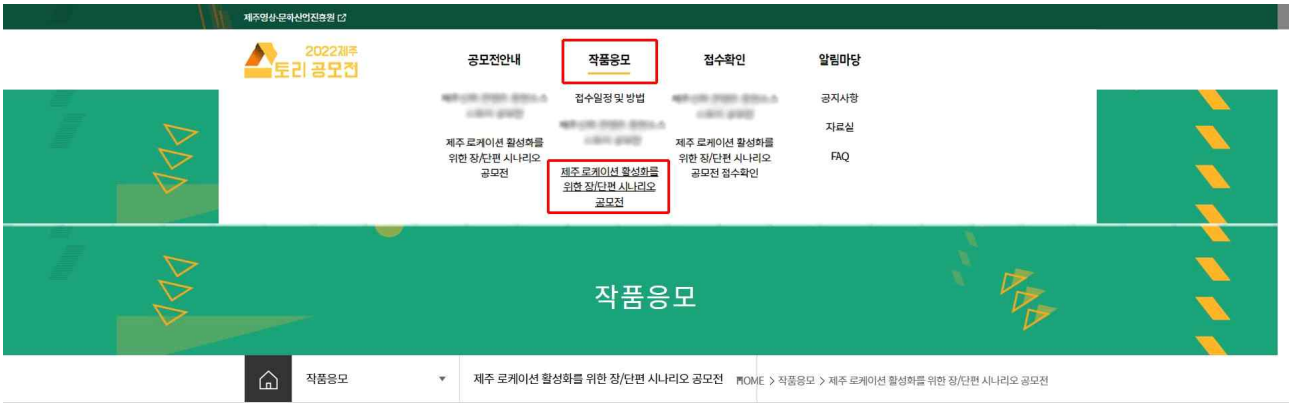 제주영상·문화산업진흥원
2022제주
토리 공모전
공모전안내
작품응모
접수확인
알림마당
제주 로케이션 활성화를
위한 장/단편 시나리오
공모전
접수일정 및 방법
제주 로케이션 활성화를
위한 장/단편 시나리오
공모전
제주 로케이션 활성화를
위한 장/단편 시나리오
공모전 접수확인
공지사항
자료실
FAQ
작품응모
작품응모
제주 로케이션 활성화를 위한 장/단편 시나리오 공모전
HOME > 작품응모 > 제주 로케이션 활성화를 위한 장/단편 시나리오 공모전